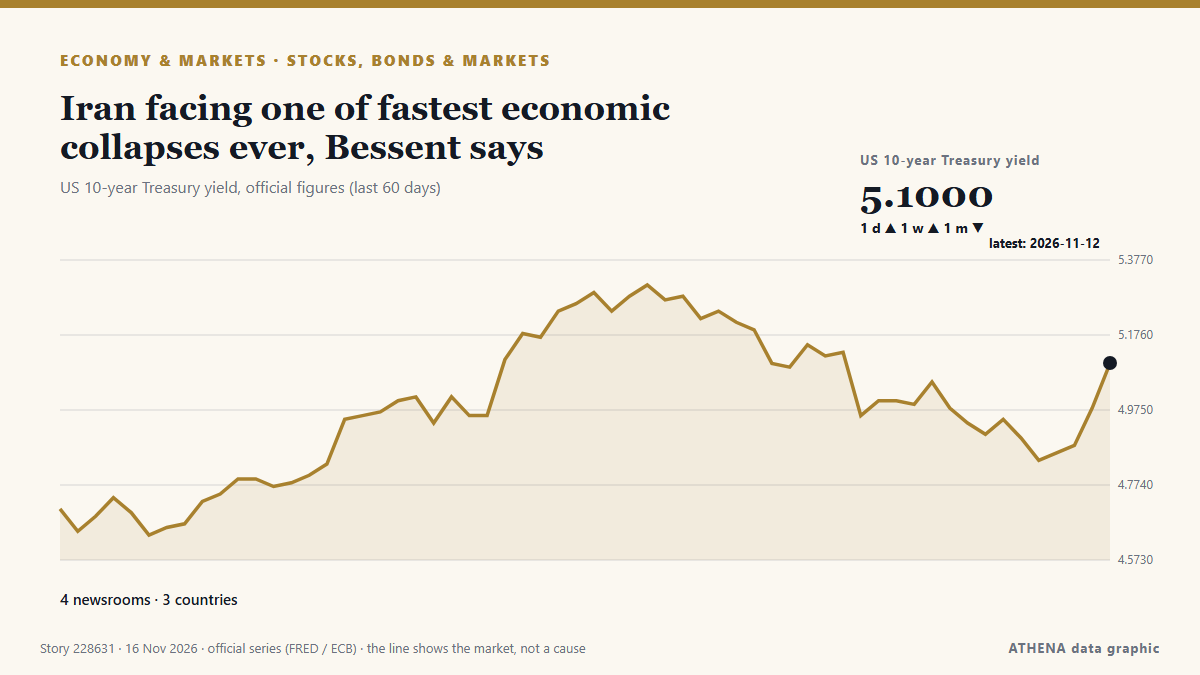 ECONOMY & MARKETS · STOCKS, BONDS & MARKETS
Iran facing one of fastest economic
collapses ever, Bessent says
US 10-year Treasury yield, official figures (last 60 days)
US 10-year Treasury yield
5.1000
1 d ▲ 1 w ▲ 1 m ▼
latest: 2026-11-12
5.3770
5.1760
4.9750
4.7740
4.5730
4 newsrooms · 3 countries
Story 228631 · 16 Nov 2026 · official series (FRED / ECB) · the line shows the market, not a cause
ATHENA data graphic